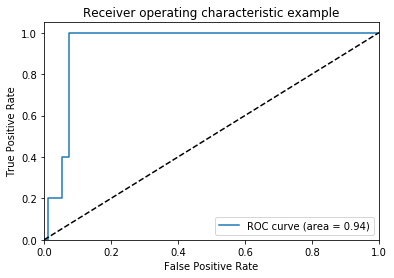 Receiver operating characteristic example
True Positive Rate
1.0
0.8
0.6
0.4
0.2
0.0
0.0 0.2 0.4 0.6 0.8 1.0
ROC curve (area = 0.94)
False Positive Rate